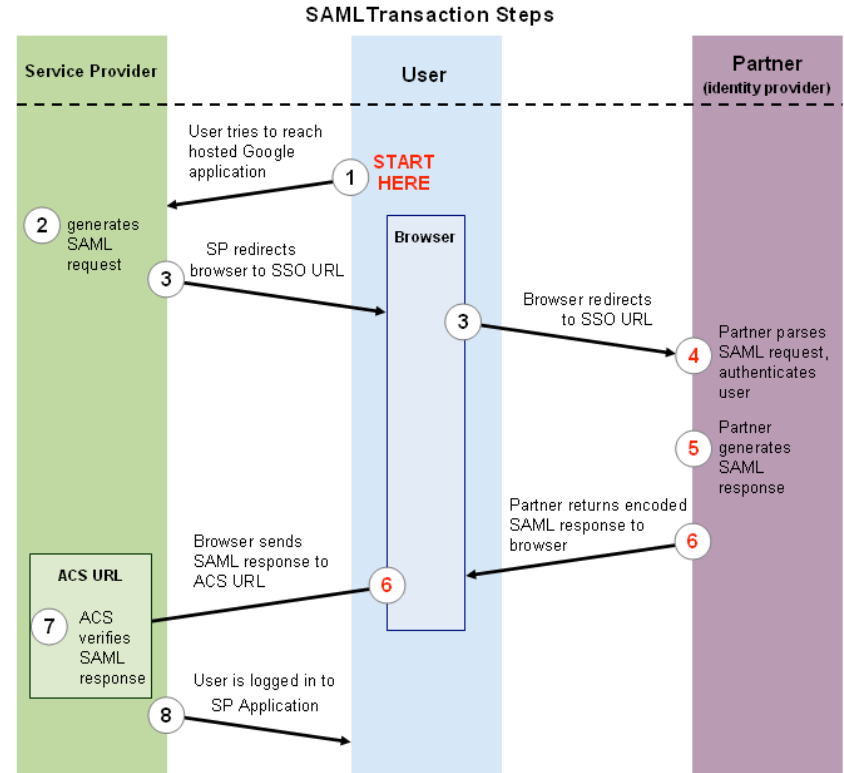 SAML Transaction Steps
Service Provider
User
Partner
(identity provider)
User tries to reach
hosted Google
application
1
START
HERE
2
generates
SAML
request
Browser
3
SP redirects
browser to SSO URL
3
Browser redirects
to SSO URL
4
Partner parses
SAML request,
authenticates
user
5
Partner
generates
SAML
response
Partner returns encoded
SAML response to
browser
6
Browser sends
SAML response to
ACS URL
6
ACS URL
7
ACS
verifies
SAML
response
8
User is logged in to
SP Application